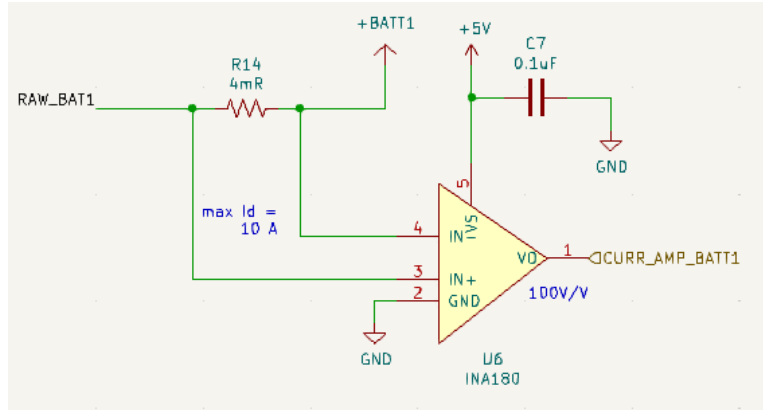 +BATT1
+5V
C7
0.1uF
R14
4mR
RAW_BAT1
GND
max Id =
10 A
5
VS
4
IN-
3
IN+
2
GND
VO
1
CURR_AMP_BATT1
100V/V
GND
U6
INA180